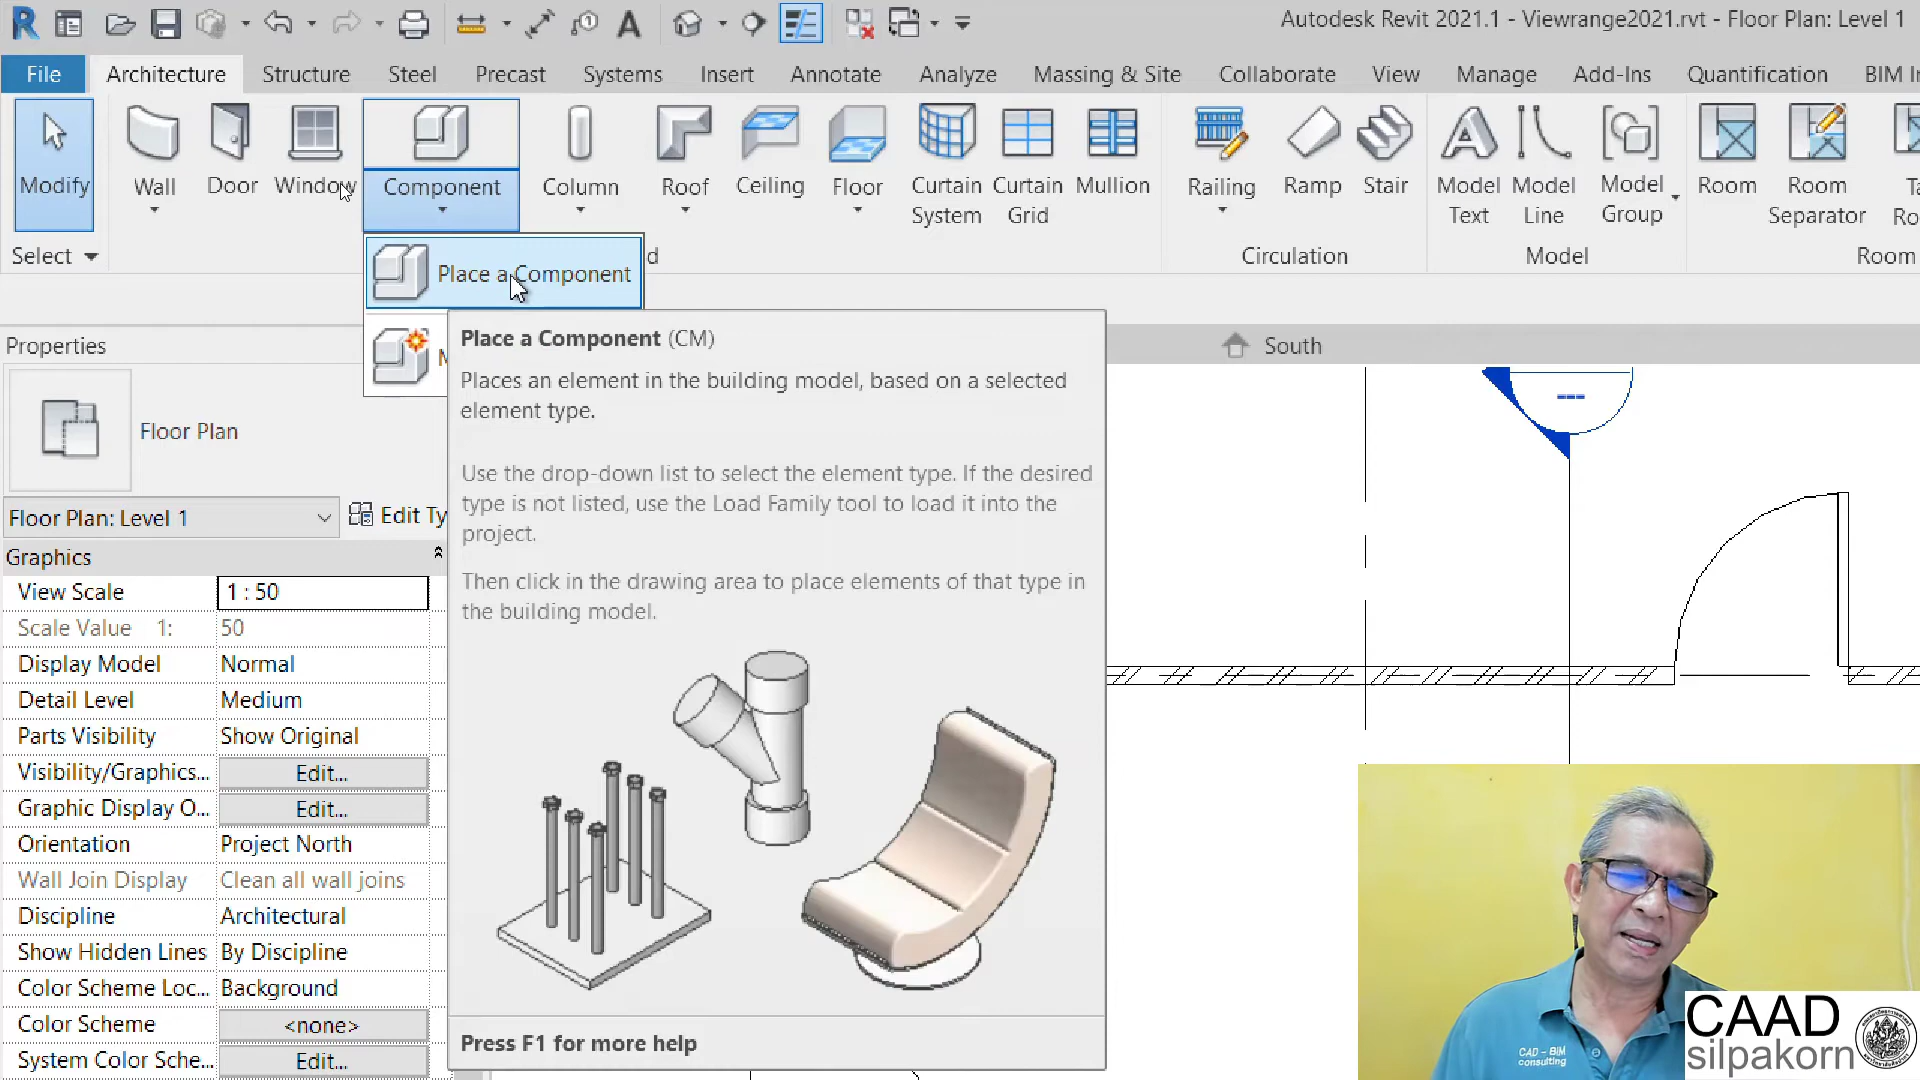 Autodesk Revit 2021.1 - Viewrange2021.rvt - Floor Plan: Level 1
File Architecture Structure Steel Precast Systems Insert Annotate Analyze Massing & Site Collaborate View Manage Add-Ins Quantification BIM
Modify Wall Door Window Component Column Roof Ceiling Floor Curtain System Curtain Grid Mullion Railing Ramp Stair Model Text Model Line Model Group Room Room Separator
Select Circulation Model Room
Place a Component
Place a Component (CM)
Places an element in the building model, based on a selected
element type.
Use the drop-down list to select the element type. If the desired
type is not listed, use the Load Family tool to load it into the
project.
Then click in the drawing area to place elements of that type in
the building model.
Press F1 for more help
South
---
Properties
Floor Plan
Floor Plan: Level 1 Edit Ty
Graphics
View Scale 1 : 50
Scale Value 1: 50
Display Model Normal
Detail Level Medium
Parts Visibility Show Original
Visibility/Graphics... Edit...
Graphic Display O... Edit...
Orientation Project North
Wall Join Display Clean all wall joins
Discipline Architectural
Show Hidden Lines By Discipline
Color Scheme Loc... Background
Color Scheme <none>
System Color Sche... Edit...
CAD - BIM
consulting
CAAD
silpakorn